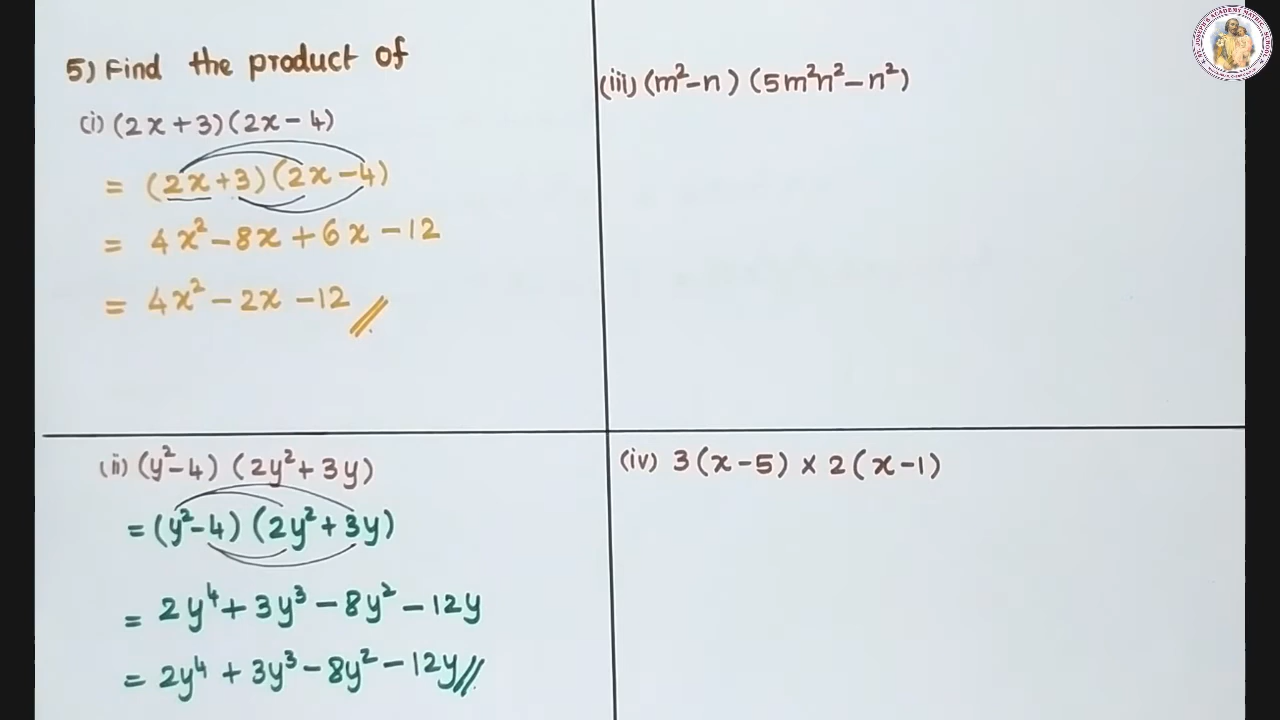 5) Find the product of
(i) (2x+3)(2x-4)
= (2x+3)(2x-4)
= 4x²-8x+6x-12
= 4x²-2x-12//
(ii) (y²-4) (2y²+3y)
= (y²-4) (2y²+3y)
= 2y⁴+3y³-8y²-12y
= 2y⁴+3y³-8y²-12y//
(iii) (m²-n) (5m²n²-n²)
(iv) 3(x-5) × 2(x-1)